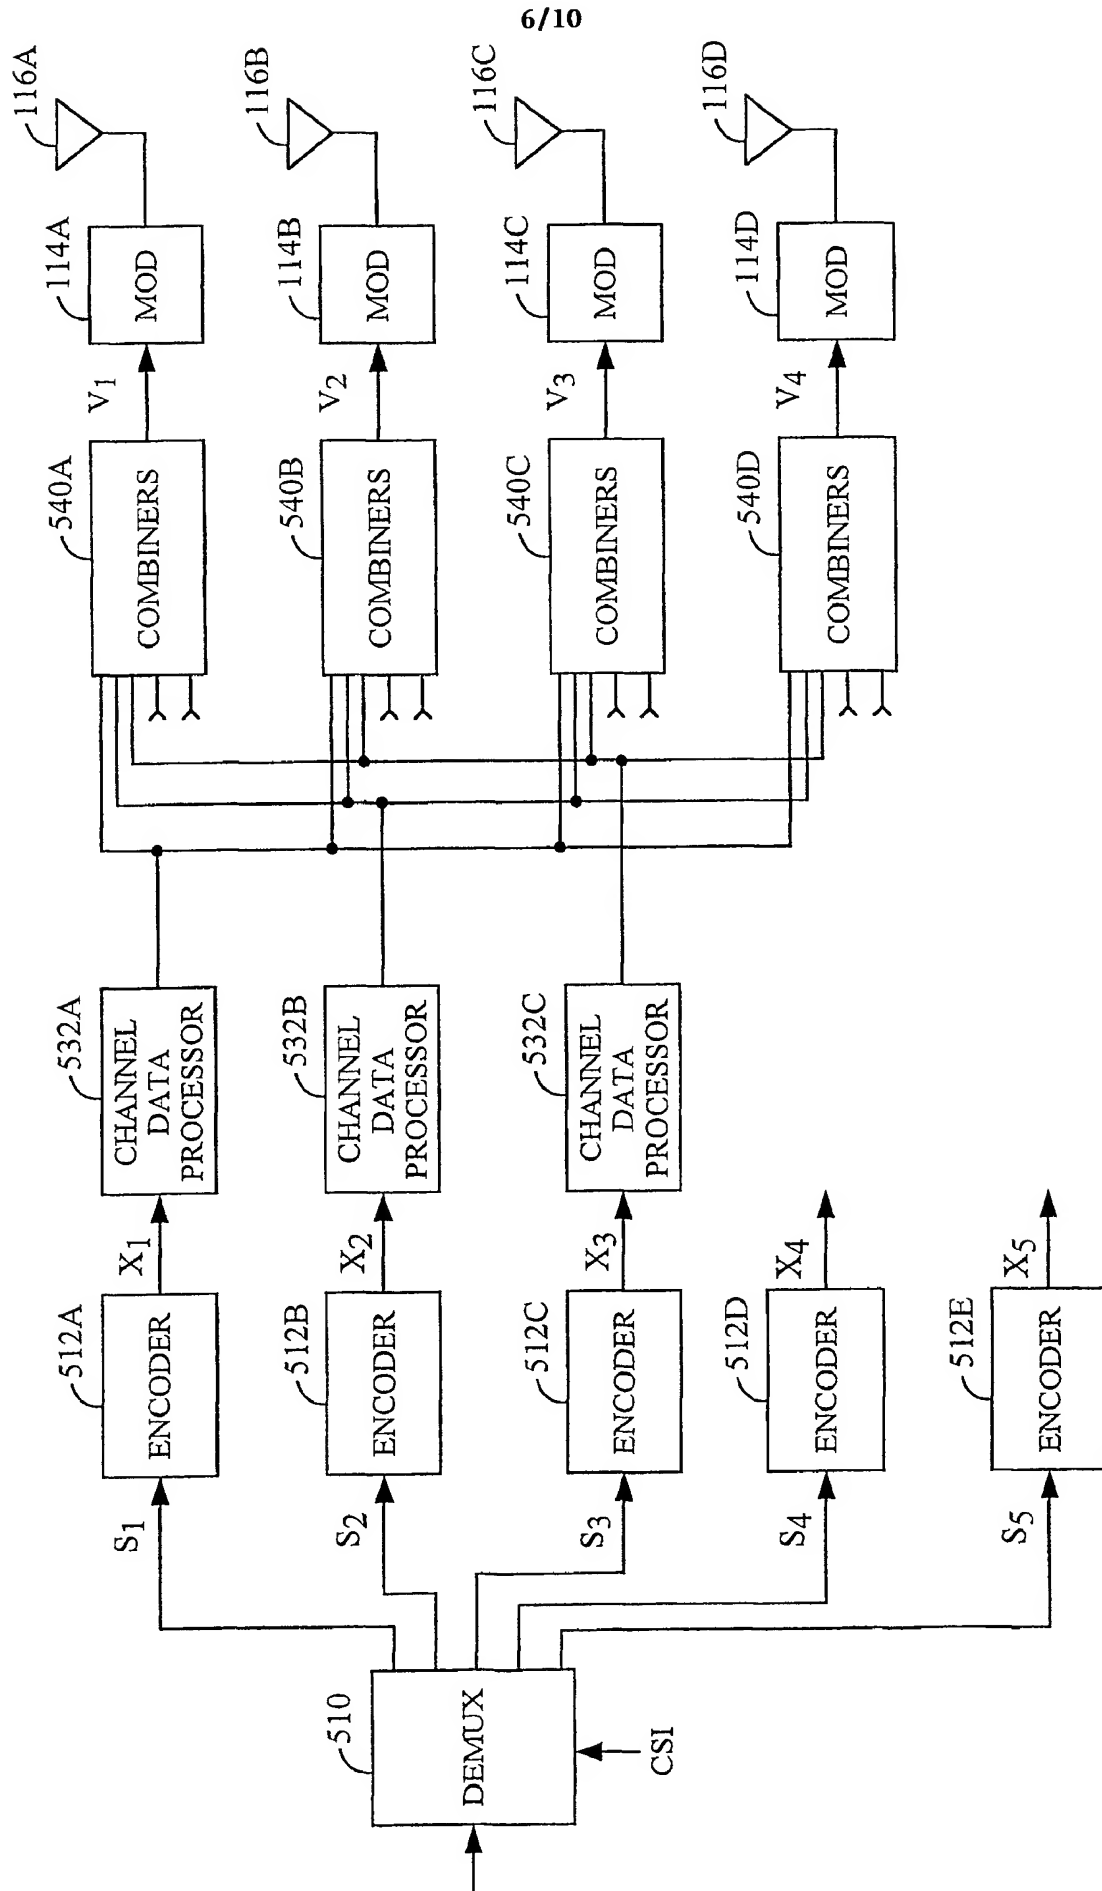 6/10
510
DEMUX
CSI
S1
S2
S3
S4
S5
512A
ENCODER
512B
ENCODER
512C
ENCODER
512D
ENCODER
512E
ENCODER
X1
X2
X3
X4
X5
532A
CHANNEL
DATA
PROCESSOR
532B
CHANNEL
DATA
PROCESSOR
532C
CHANNEL
DATA
PROCESSOR
540A
COMBINERS
540B
COMBINERS
540C
COMBINERS
540D
COMBINERS
V1
V2
V3
V4
114A
MOD
114B
MOD
114C
MOD
114D
MOD
116A
116B
116C
116D